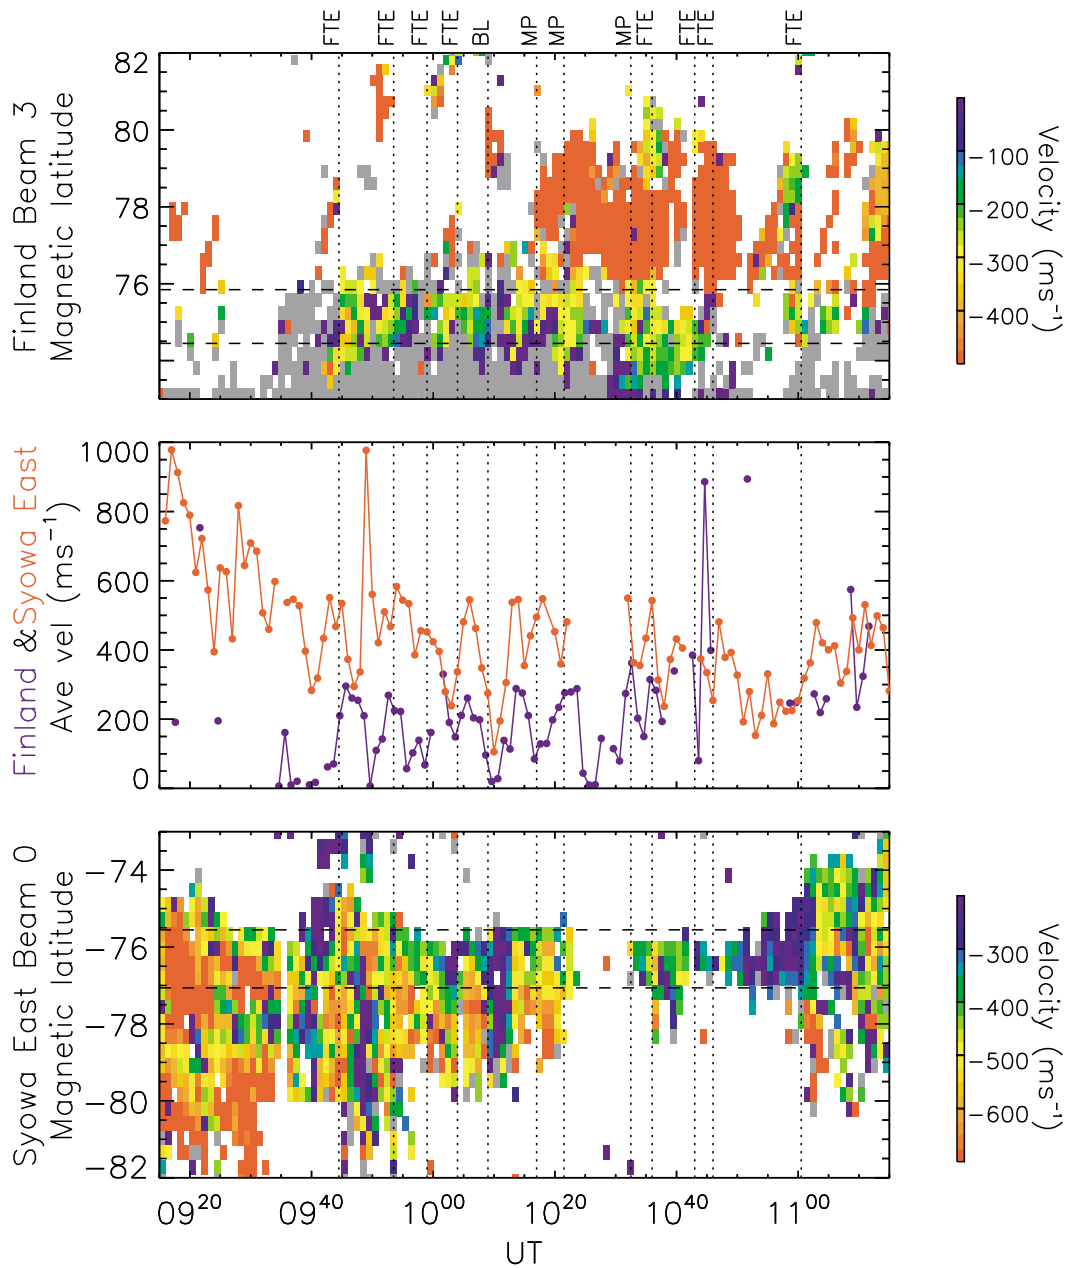 FTE FTE FTE FTE BL MP MP MP FTE FTE FTE FTE
Finland Beam 3
Magnetic latitude
82
80
78
76
Velocity (ms⁻¹)
−100
−200
−300
−400
Finland & Syowa East
Ave vel (ms⁻¹)
1000
800
600
400
200
0
Syowa East Beam 0
Magnetic latitude
−74
−76
−78
−80
−82
Velocity (ms⁻¹)
−300
−400
−500
−600
09²⁰ 09⁴⁰ 10⁰⁰ 10²⁰ 10⁴⁰ 11⁰⁰
UT